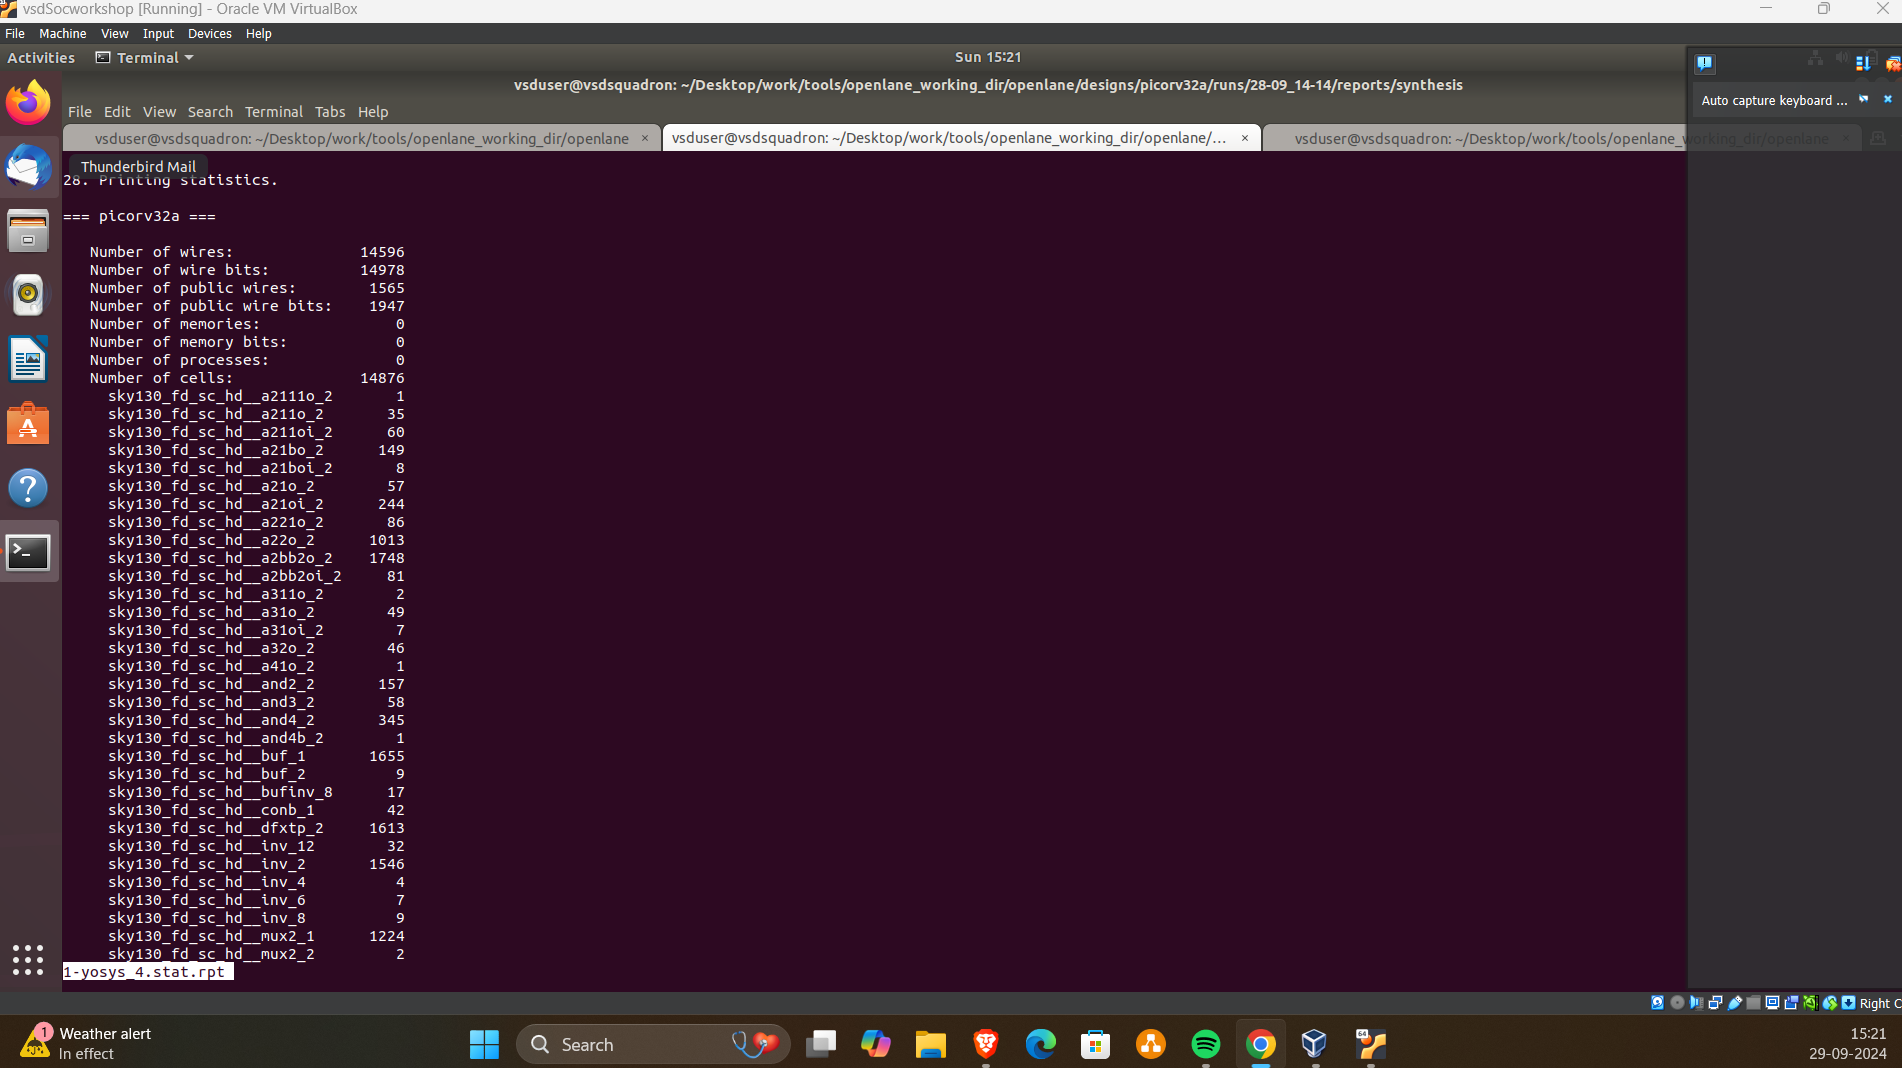 vsdSocworkshop [Running] - Oracle VM VirtualBox
File Machine View Input Devices Help
Activities Terminal Sun 15:21
vsduser@vsdsquadron: ~/Desktop/work/tools/openlane_working_dir/openlane/designs/picorv32a/runs/28-09_14-14/reports/synthesis
Auto capture keyboard ...
File Edit View Search Terminal Tabs Help
vsduser@vsdsquadron: ~/Desktop/work/tools/openlane_working_dir/openlane × vsduser@vsdsquadron: ~/Desktop/work/tools/openlane_working_dir/openlane/... × vsduser@vsdsquadron: ~/Desktop/work/tools/openlane_working_dir/openlane ×
Thunderbird Mail
28. Printing statistics.
=== picorv32a ===
Number of wires: 14596
Number of wire bits: 14978
Number of public wires: 1565
Number of public wire bits: 1947
Number of memories: 0
Number of memory bits: 0
Number of processes: 0
Number of cells: 14876
sky130_fd_sc_hd__a2111o_2 1
sky130_fd_sc_hd__a211o_2 35
sky130_fd_sc_hd__a211oi_2 60
sky130_fd_sc_hd__a21bo_2 149
sky130_fd_sc_hd__a21boi_2 8
sky130_fd_sc_hd__a21o_2 57
sky130_fd_sc_hd__a21oi_2 244
sky130_fd_sc_hd__a221o_2 86
sky130_fd_sc_hd__a22o_2 1013
sky130_fd_sc_hd__a2bb2o_2 1748
sky130_fd_sc_hd__a2bb2oi_2 81
sky130_fd_sc_hd__a311o_2 2
sky130_fd_sc_hd__a31o_2 49
sky130_fd_sc_hd__a31oi_2 7
sky130_fd_sc_hd__a32o_2 46
sky130_fd_sc_hd__a41o_2 1
sky130_fd_sc_hd__and2_2 157
sky130_fd_sc_hd__and3_2 58
sky130_fd_sc_hd__and4_2 345
sky130_fd_sc_hd__and4b_2 1
sky130_fd_sc_hd__buf_1 1655
sky130_fd_sc_hd__buf_2 9
sky130_fd_sc_hd__bufinv_8 17
sky130_fd_sc_hd__conb_1 42
sky130_fd_sc_hd__dfxtp_2 1613
sky130_fd_sc_hd__inv_12 32
sky130_fd_sc_hd__inv_2 1546
sky130_fd_sc_hd__inv_4 4
sky130_fd_sc_hd__inv_6 7
sky130_fd_sc_hd__inv_8 9
sky130_fd_sc_hd__mux2_1 1224
sky130_fd_sc_hd__mux2_2 2
1-yosys_4.stat.rpt
Right C
1 Weather alert
In effect
Search
64
15:21
29-09-2024